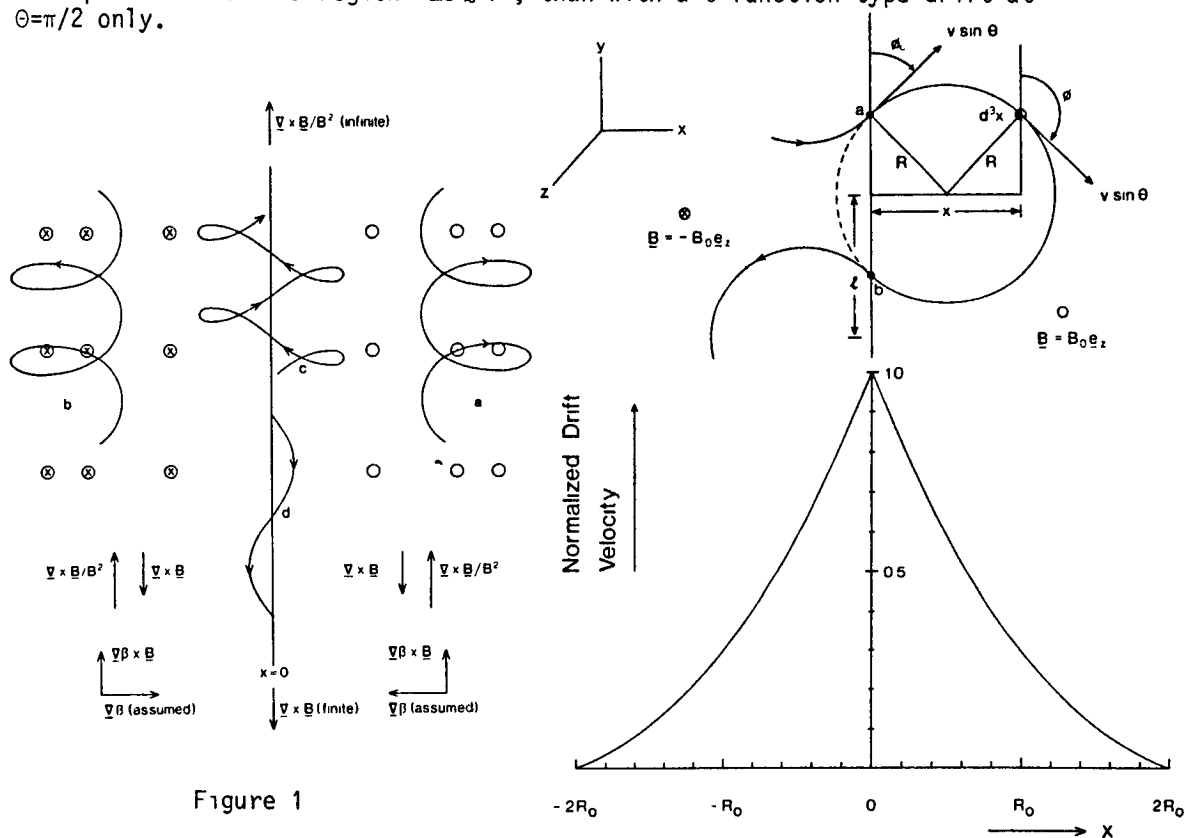 Θ=π/2 only.
∇ x B/B² (infinite)
b
c
a
d
∇ x B/B²
∇ x B
∇ x B
∇ x B/B²
∇β x B
∇β (assumed)
x = 0
∇ x B (finite)
∇β x B
∇β (assumed)
Figure 1
y
x
z
B = - B₀e_z
a
ϕ
v sin θ
d³x
ϕ
R
R
v sin θ
x
ℓ
b
B = B₀e_z
Normalized Drift
Velocity
1.0
0.5
-2R₀
-R₀
0
R₀
2R₀
X